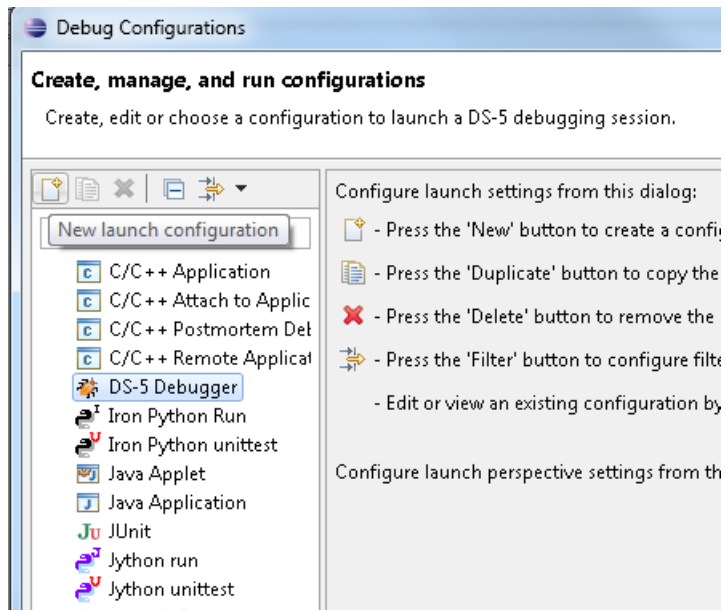 Debug Configurations
Create, manage, and run configurations
Create, edit or choose a configuration to launch a DS-5 debugging session.
New launch configuration
C/C++ Application
C/C++ Attach to Applic
C/C++ Postmortem Deb
C/C++ Remote Applicat
DS-5 Debugger
Iron Python Run
Iron Python unittest
Java Applet
Java Application
Ju JUnit
Jython run
Jython unittest
Configure launch settings from this dialog:
- Press the 'New' button to create a config
- Press the 'Duplicate' button to copy the
- Press the 'Delete' button to remove the
- Press the 'Filter' button to configure filte
- Edit or view an existing configuration by
Configure launch perspective settings from th